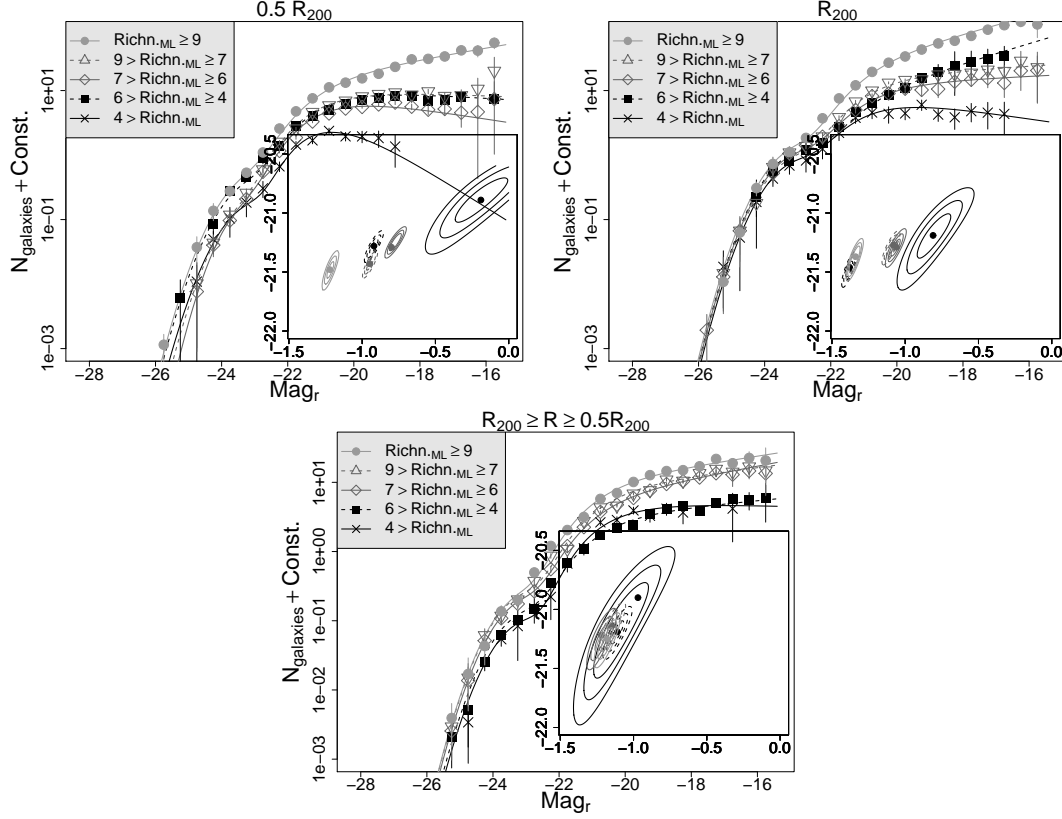 0.5 R200
Richn.ML ≥ 9
9 > Richn.ML ≥ 7
7 > Richn.ML ≥ 6
6 > Richn.ML ≥ 4
4 > Richn.ML
Ngalaxies + Const.
1e+01
1e−01
1e−03
−20.5
−21.0
−21.5
−22.0
−1.5 −1.0 −0.5 0.0
−28 −26 −24 −22 −20 −18 −16
Magr
R200
Richn.ML ≥ 9
9 > Richn.ML ≥ 7
7 > Richn.ML ≥ 6
6 > Richn.ML ≥ 4
4 > Richn.ML
Ngalaxies + Const.
1e+01
1e−01
1e−03
−20.5
−21.0
−21.5
−22.0
−1.5 −1.0 −0.5 0.0
−28 −26 −24 −22 −20 −18 −16
Magr
R200 ≥ R ≥ 0.5R200
Richn.ML ≥ 9
9 > Richn.ML ≥ 7
7 > Richn.ML ≥ 6
6 > Richn.ML ≥ 4
4 > Richn.ML
Ngalaxies + Const.
1e+01
1e+00
1e−01
1e−02
1e−03
−20.5
−21.0
−21.5
−22.0
−1.5 −1.0 −0.5 0.0
−28 −26 −24 −22 −20 −18 −16
Magr